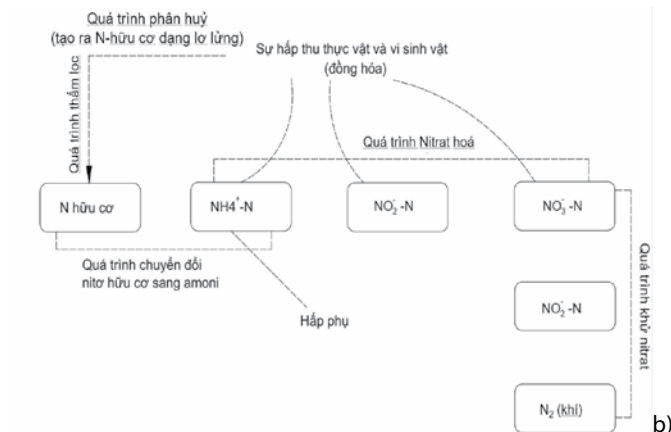 Quá trình phân huỷ
(tạo ra N-hữu cơ dạng lơ lửng)
Sự hấp thu thực vật và vi sinh vật
(đồng hóa)
Quá trình thấm lọc
Quá trình Nitrat hoá
N hữu cơ
NH4⁺-N
NO₂⁻-N
NO₃⁻-N
Quá trình chuyển đổi
nitơ hữu cơ sang amoni
Hấp phụ
Quá trình khử nitrat
NO₂⁻-N
N₂ (khí)
b)